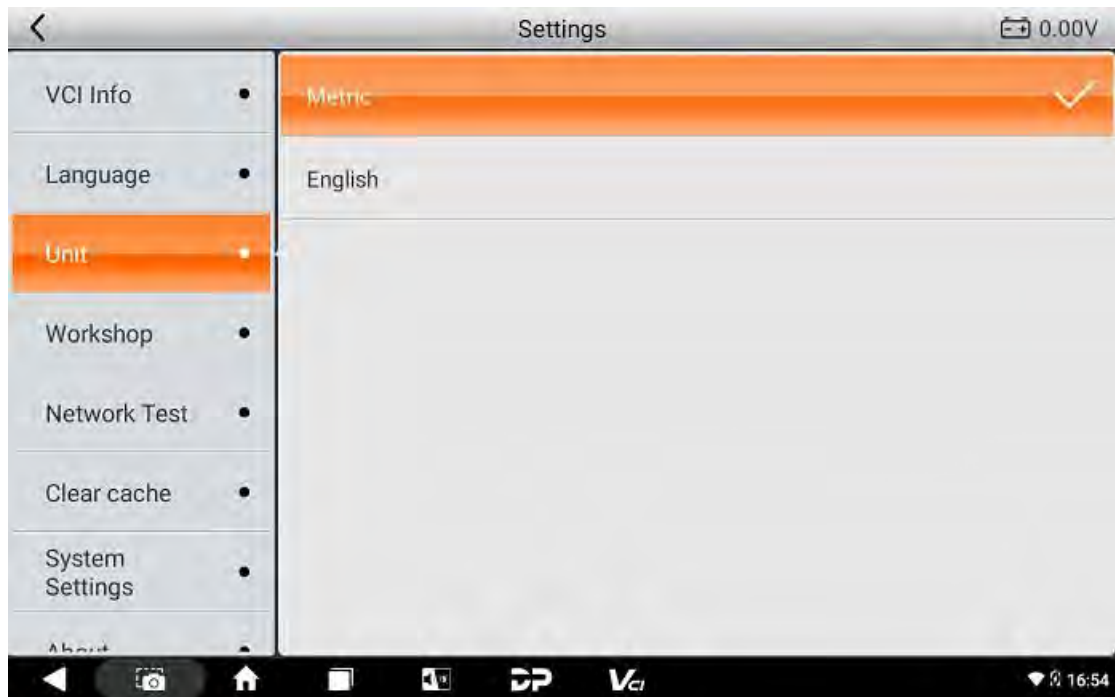 Settings
0.00V
VCI Info
Language
Unit
Workshop
Network Test
Clear cache
System
Settings
About
Metric
English
DP
VCI
16:54